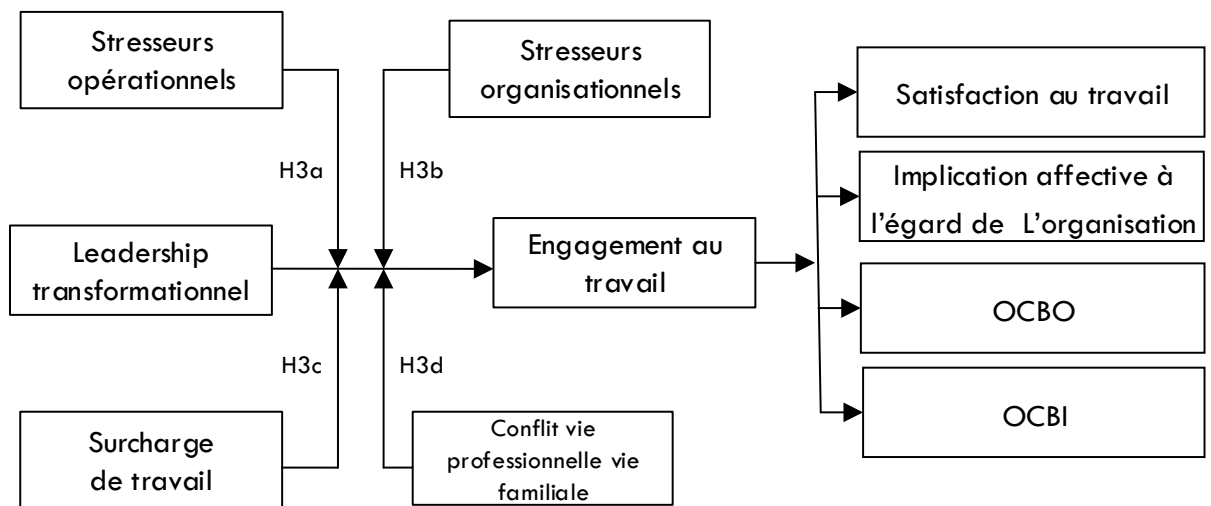 Stresseurs
opérationnels
Stresseurs
organisationnels
Satisfaction au travail
H3a
H3b
Implication affective à
l'égard de L'organisation
Leadership
transformationnel
Engagement au
travail
OCBO
H3c
H3d
OCBI
Surcharge
de travail
Conflit vie
professionnelle vie
familiale